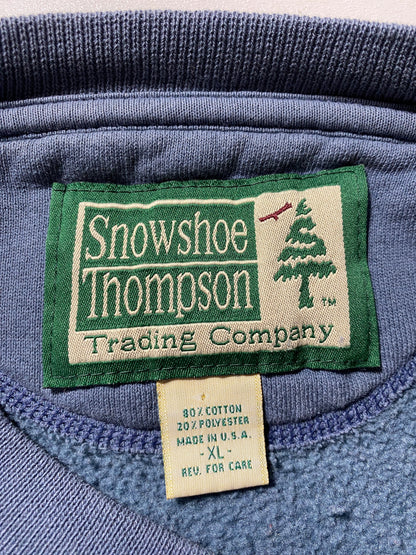 Snowshoe
Thompson
™
Trading Company
80% COTTON
20% POLYESTER
MADE IN U.S.A.
- XL -
REV. FOR CARE